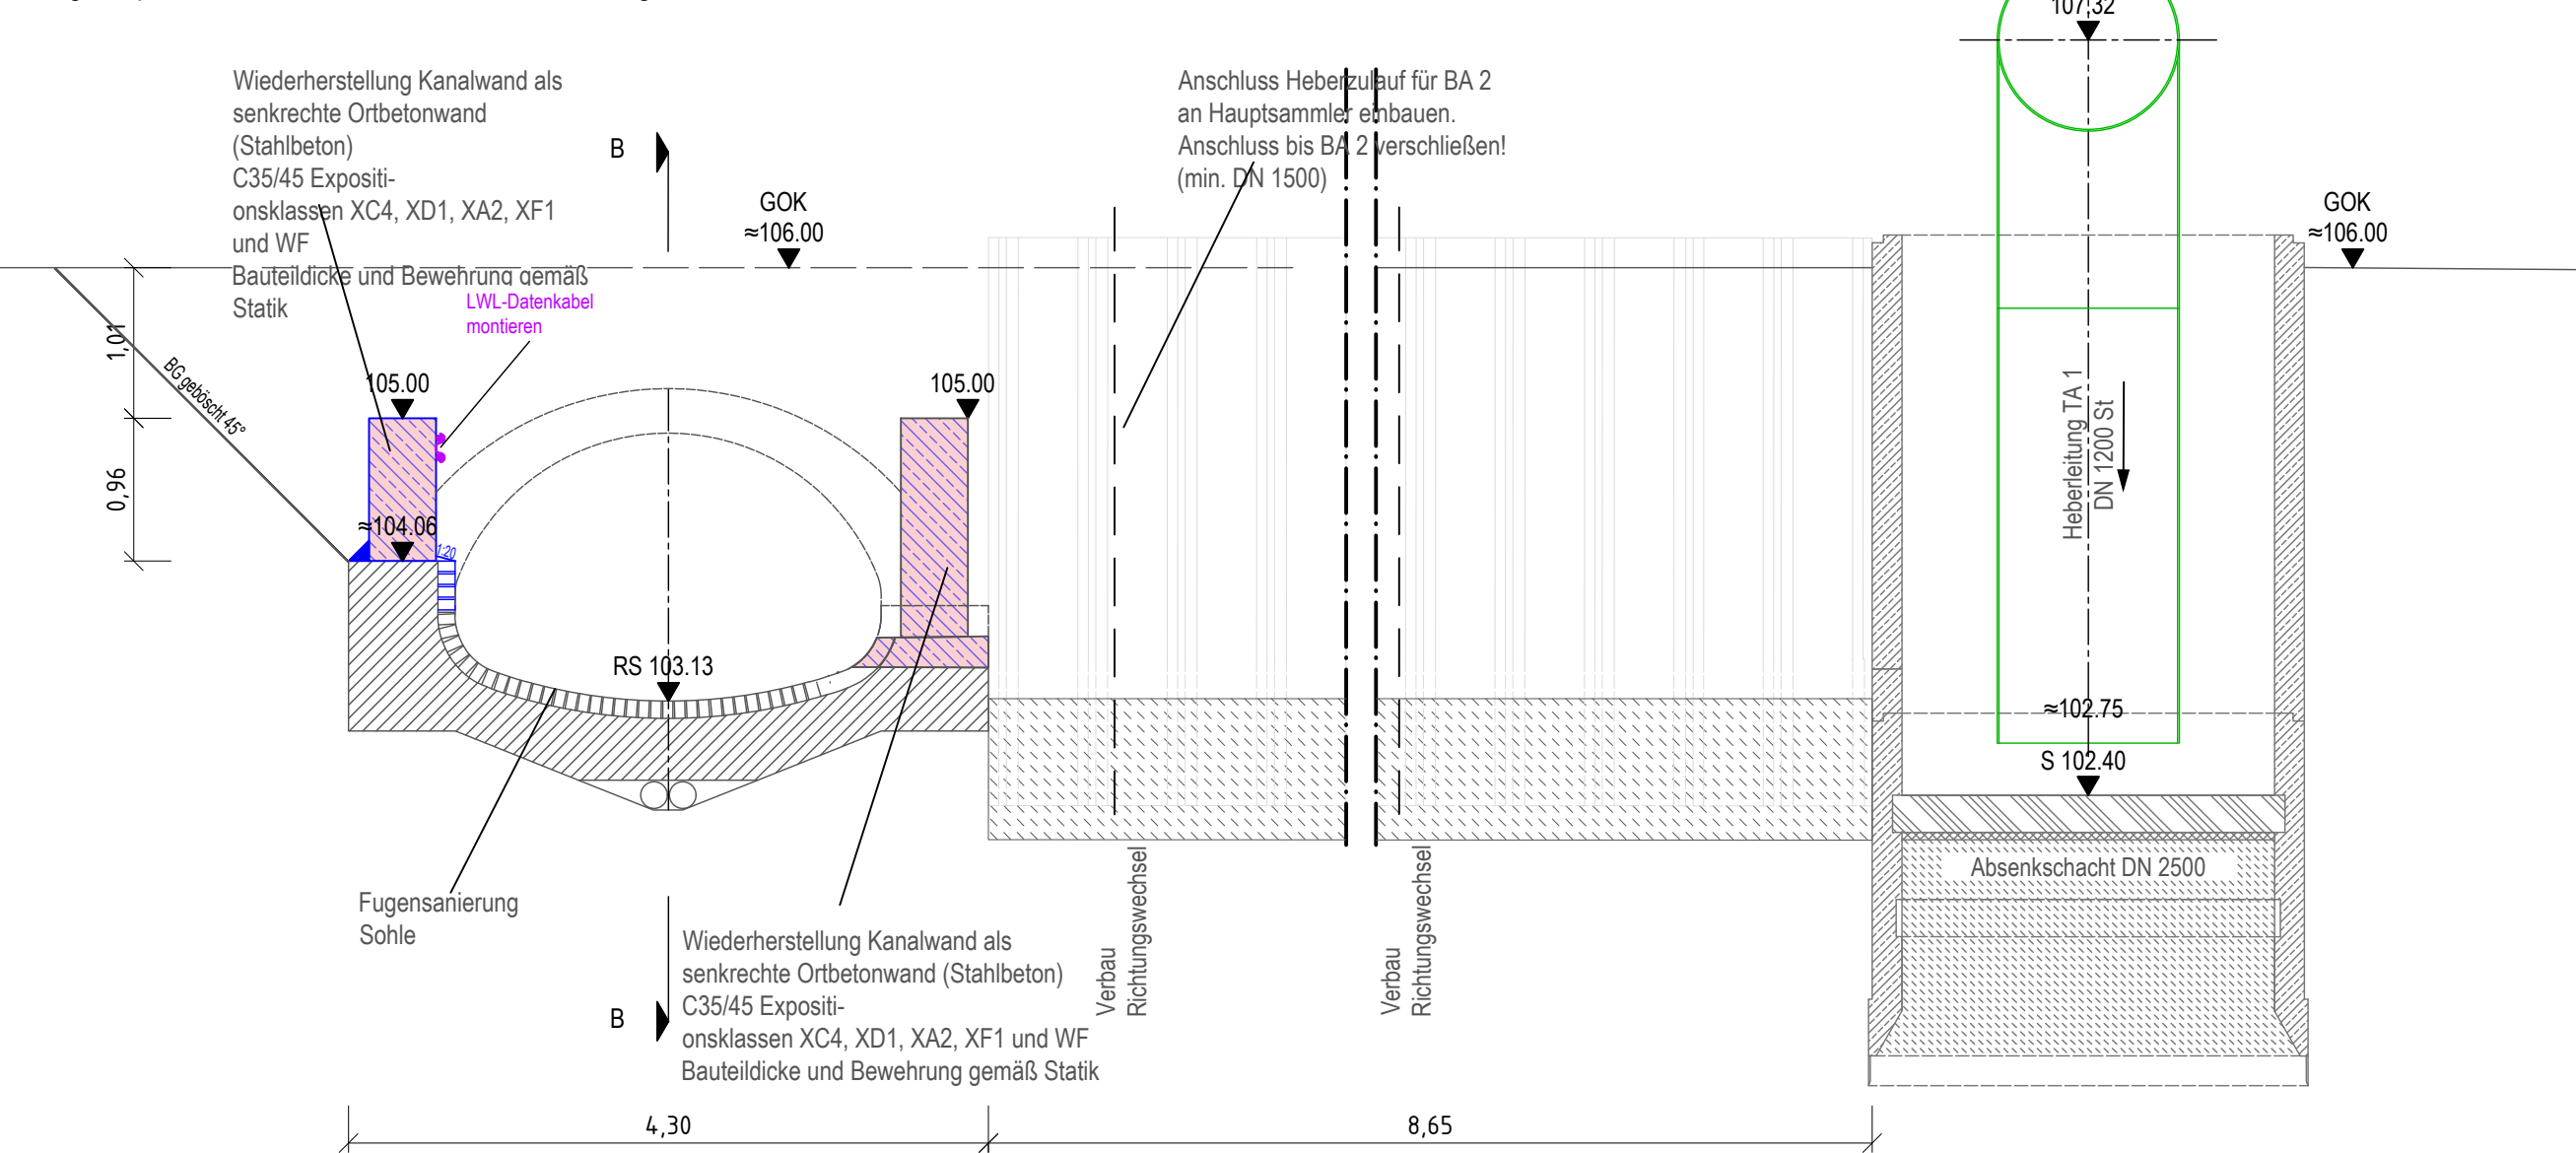 107,32
Wiederherstellung Kanalwand als
senkrechte Ortbetonwand
(Stahlbeton)
C35/45 Expositi-
onsklassen XC4, XD1, XA2, XF1
und WF
Bauteildicke und Bewehrung gemäß
Statik
LWL-Datenkabel
montieren
B
GOK
≈106.00
Anschluss Heberzulauf für BA 2
an Hauptsammler einbauen.
Anschluss bis BA 2 verschließen!
(min. DN 1500)
GOK
≈106.00
1,01
0,96
BG geböscht 45°
105.00
105.00
≈104.06
1:20
RS 103.13
Heberleitung TA 1
DN 1200 St
≈102.75
S 102.40
Absenkschacht DN 2500
Fugensanierung
Sohle
Wiederherstellung Kanalwand als
senkrechte Ortbetonwand (Stahlbeton)
C35/45 Expositi-
onsklassen XC4, XD1, XA2, XF1 und WF
Bauteildicke und Bewehrung gemäß Statik
B
Verbau
Richtungswechsel
Verbau
Richtungswechsel
4,30
8,65